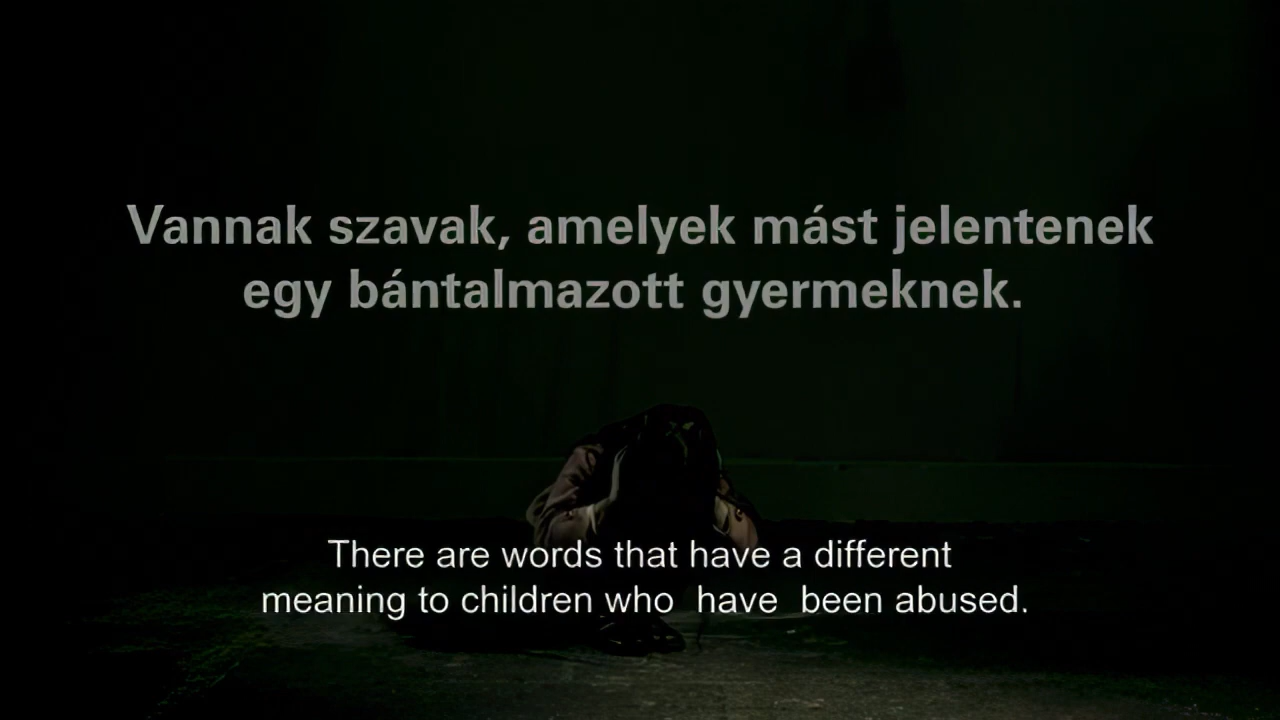 Vannak szavak, amelyek mást jelentenek
egy bántalmazott gyermeknek.
There are words that have a different
meaning to children who have been abused.